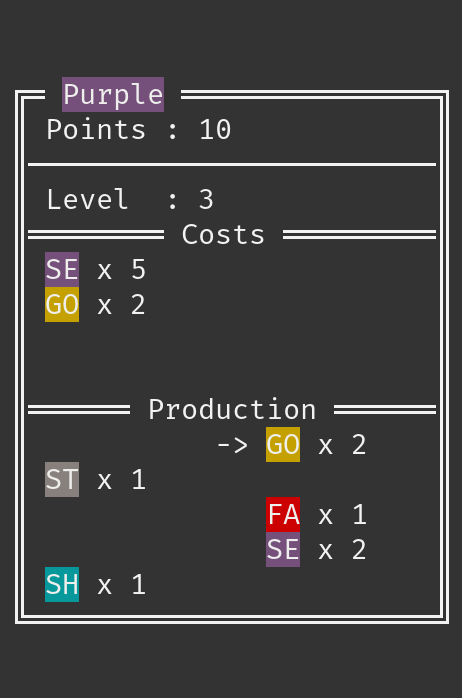 Purple
Points : 10
Level  : 3
Costs
SE x 5
GO x 2
Production
-> GO x 2
ST x 1
FA x 1
SE x 2
SH x 1